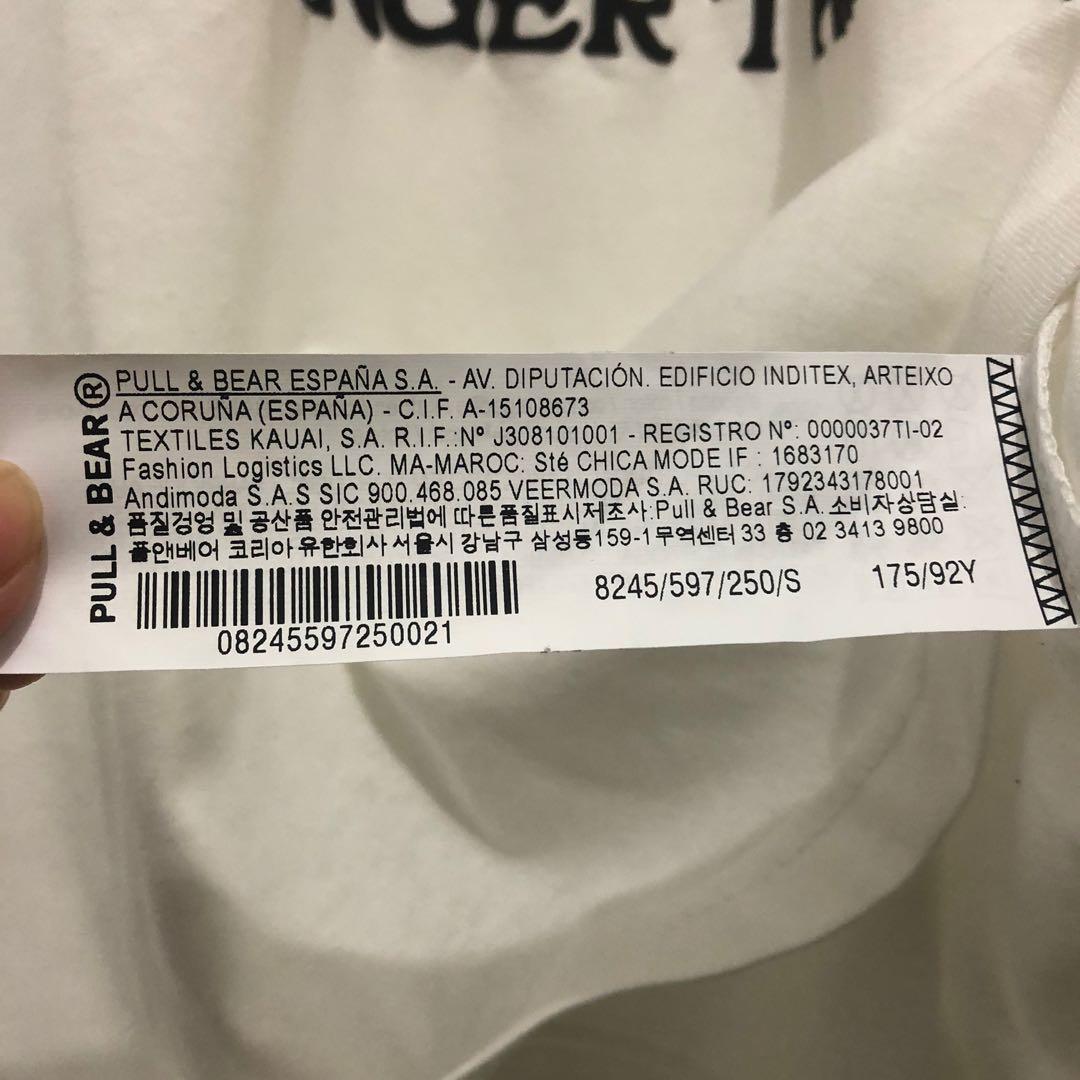 NGER T
PULL & BEAR®
PULL & BEAR ESPAÑA S.A. - AV. DIPUTACIÓN. EDIFICIO INDITEX, ARTEIXO
A CORUÑA (ESPAÑA) - C.I.F. A-15108673
TEXTILES KAUAI, S.A. R.I.F.:Nº J308101001 - REGISTRO Nº: 0000037TI-02
Fashion Logistics LLC. MA-MAROC: Sté CHICA MODE IF : 1683170
Andimoda S.A.S SIC 900.468.085 VEERMODA S.A. RUC: 1792343178001
품질겅엉 및 공산품 안전관리법에 따른품질표시제조사:Pull & Bear S.A.소비자상담실:
풀앤베어 코리아 유한회사 서울시 강남구 삼성동159-1무역센터 33 층 02 3413 9800
08245597250021
8245/597/250/S 175/92Y